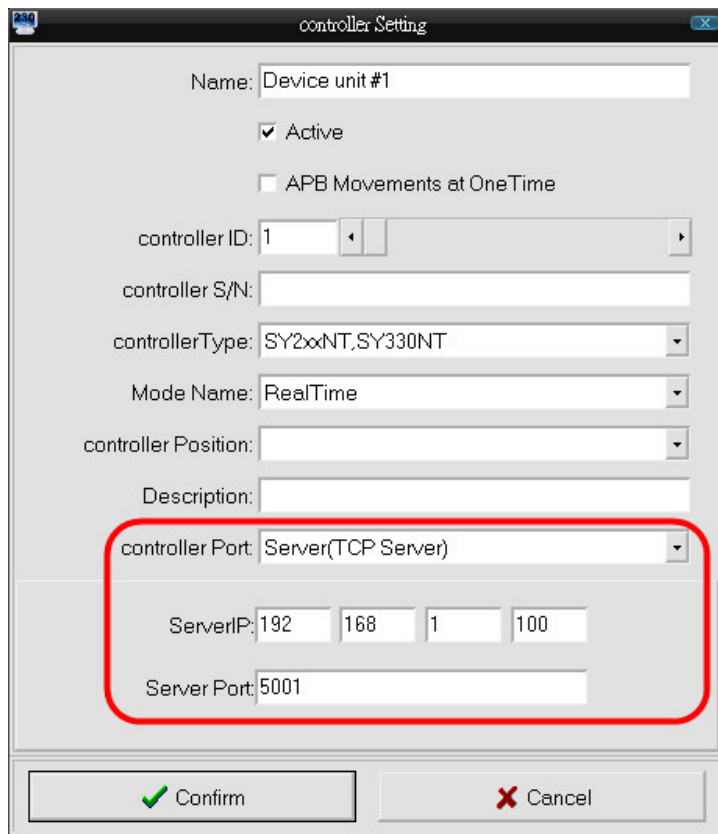 230
controller Setting
Name: Device unit #1
Active
APB Movements at OneTime
controller ID: 1
controller S/N:
controllerType: SY2xxNT,SY330NT
Mode Name: RealTime
controller Position:
Description:
controller Port: Server(TCP Server)
ServerIP: 192 168 1 100
Server Port: 5001
Confirm Cancel